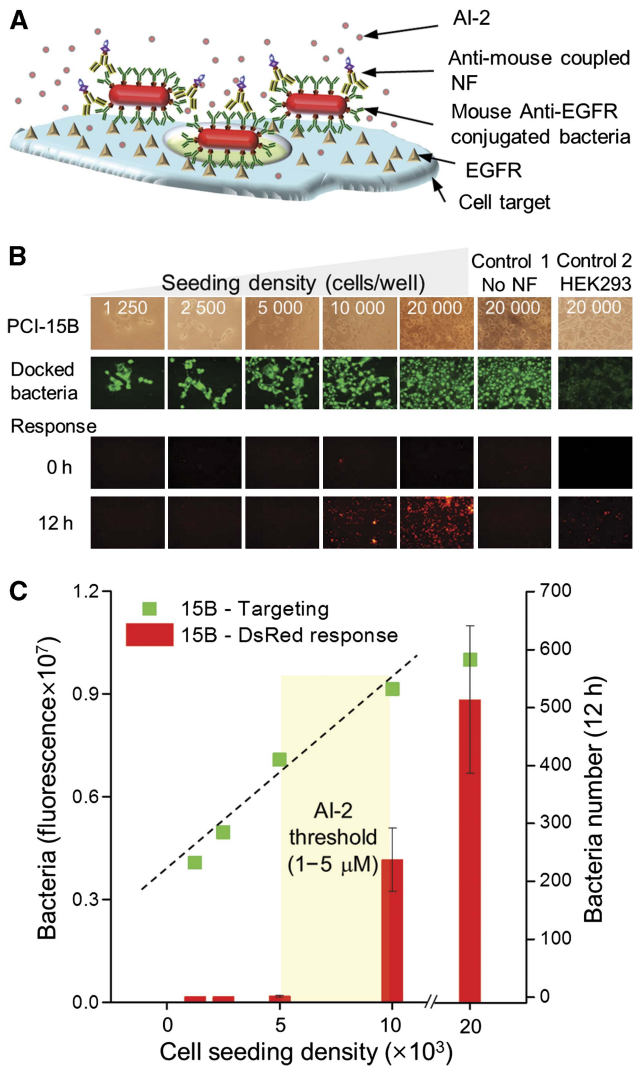 A
AI-2
Anti-mouse coupled
NF
Mouse Anti-EGFR
conjugated bacteria
EGFR
Cell target
B
Seeding density (cells/well)
Control 1
No NF
Control 2
HEK293
PCI-15B
1 250
2 500
5 000
10 000
20 000
20 000
20 000
Docked
bacteria
Response
0 h
12 h
C
1.2
0.9
0.6
0.3
0.0
Bacteria (fluorescence×10⁷)
15B - Targeting
15B - DsRed response
AI-2
threshold
(1−5 µM)
700
600
500
400
300
200
100
0
Bacteria number (12 h)
0
5
10
20
Cell seeding density (×10³)